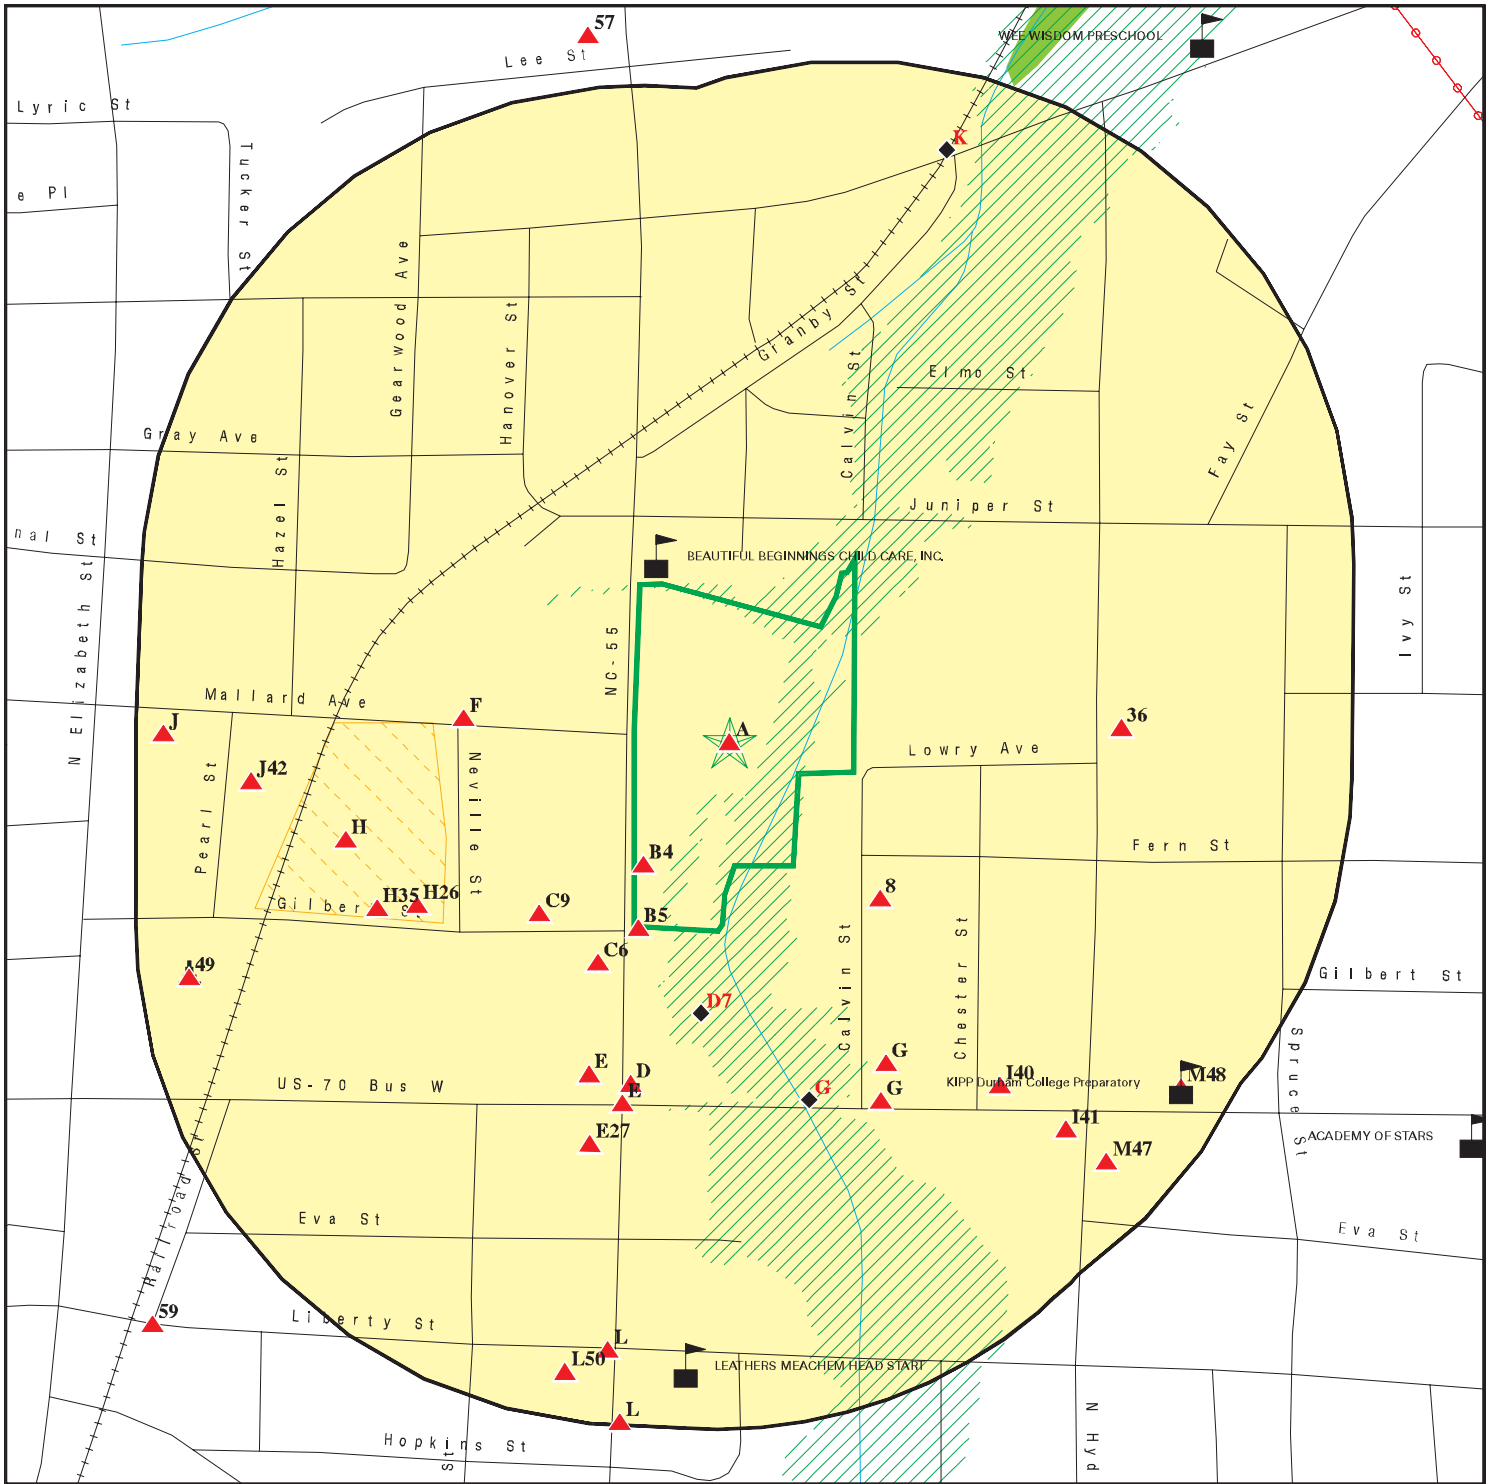 57
WEE WISDOM PRESCHOOL
Lee St
Lyric St
K
Tucker St
e Pl
Gearwood Ave
Hanover St
Granby St
Calvin St
Elmo St
Fay St
Gray Ave
Hazel St
Juniper St
nal St
N Elizabeth St
BEAUTIFUL BEGINNINGS CHILD CARE, INC.
Ivy St
NC-55
Mallard Ave
F
J
A
36
Lowry Ave
J42
Pearl St
Neville St
H
B4
Fern St
H35
H26
Gilbert St
C9
8
B5
C6
Calvin St
Chester St
49
Gilbert St
D7
G
E
D
US-70 Bus W
E
G
G
KIPP Durham College Preparatory
I40
M48
Spruce St
E27
I41
M47
ACADEMY OF STARS
Railroad St
Eva St
Eva St
59
Liberty St
L
L50
LEATHERS MEACHEM HEAD START
L
N Hyd
Hopkins St
St